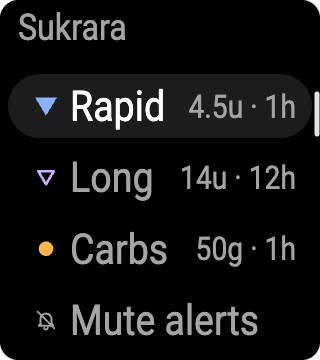 Sukrara
Rapid 4.5u · 1h
Long 14u · 12h
Carbs 50g · 1h
Mute alerts